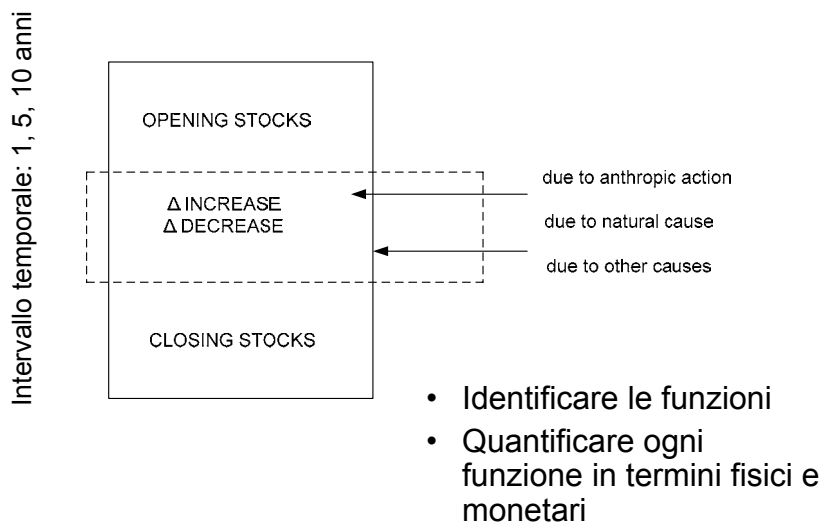 Intervallo temporale: 1, 5, 10 anni
OPENING STOCKS
Δ INCREASE
Δ DECREASE
due to anthropic action
due to natural cause
due to other causes
CLOSING STOCKS
• Identificare le funzioni
• Quantificare ogni
funzione in termini fisici e
monetari